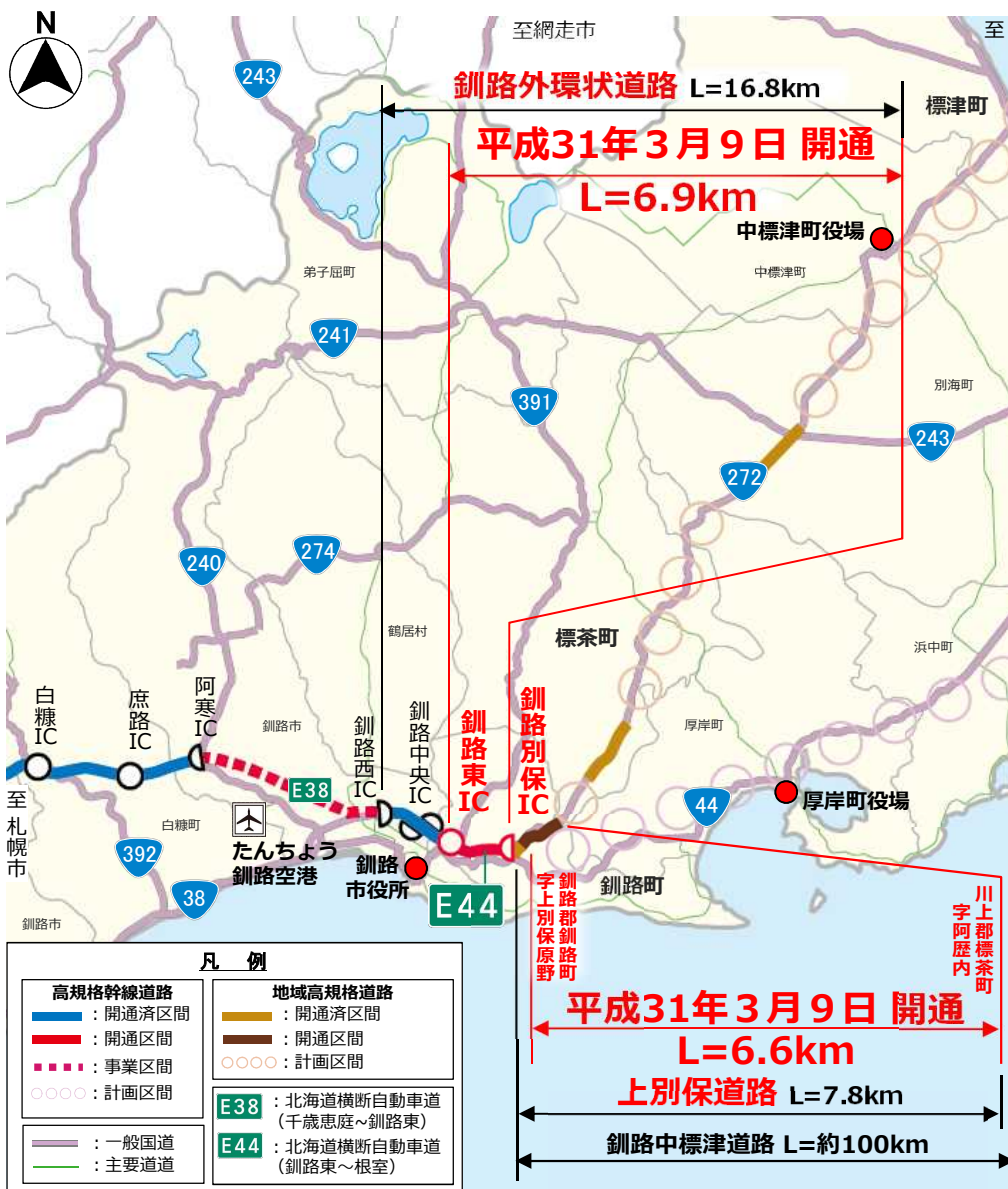 N
至網走市
至
243
釧路外環状道路 L=16.8km
標津町
平成31年3月9日 開通
L=6.9km
中標津町役場
中標津町
弟子屈町
241
391
別海町
243
272
240
274
鶴居村
標茶町
浜中町
白糠IC
庶路IC
阿寒IC
釧路市
釧路西IC
釧路中央IC
釧路東IC
釧路別保IC
厚岸町
E38
44
厚岸町役場
至札幌市
白糠町
たんちょう
釧路空港
392
38
釧路市
釧路
市役所
E44
釧路町
釧路郡釧路町
字上別保原野
川上郡標茶町
字阿歴内
平成31年3月9日 開通
L=6.6km
上別保道路 L=7.8km
釧路中標津道路 L=約100km
凡 例
高規格幹線道路
：開通済区間
：開通区間
：事業区間
：計画区間
：一般国道
：主要道道
地域高規格道路
：開通済区間
：開通区間
：計画区間
E38 ：北海道横断自動車道
(千歳恵庭~釧路東)
E44 ：北海道横断自動車道
(釧路東～根室)